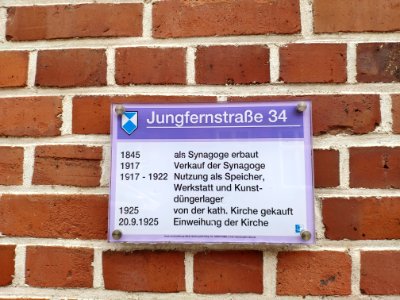 Jungfernstraße 34
1845 als Synagoge erbaut
1917 Verkauf der Synagoge
1917 - 1922 Nutzung als Speicher,
Werkstatt und Kunst-
düngerlager
1925 von der kath. Kirche gekauft
20.9.1925 Einweihung der Kirche